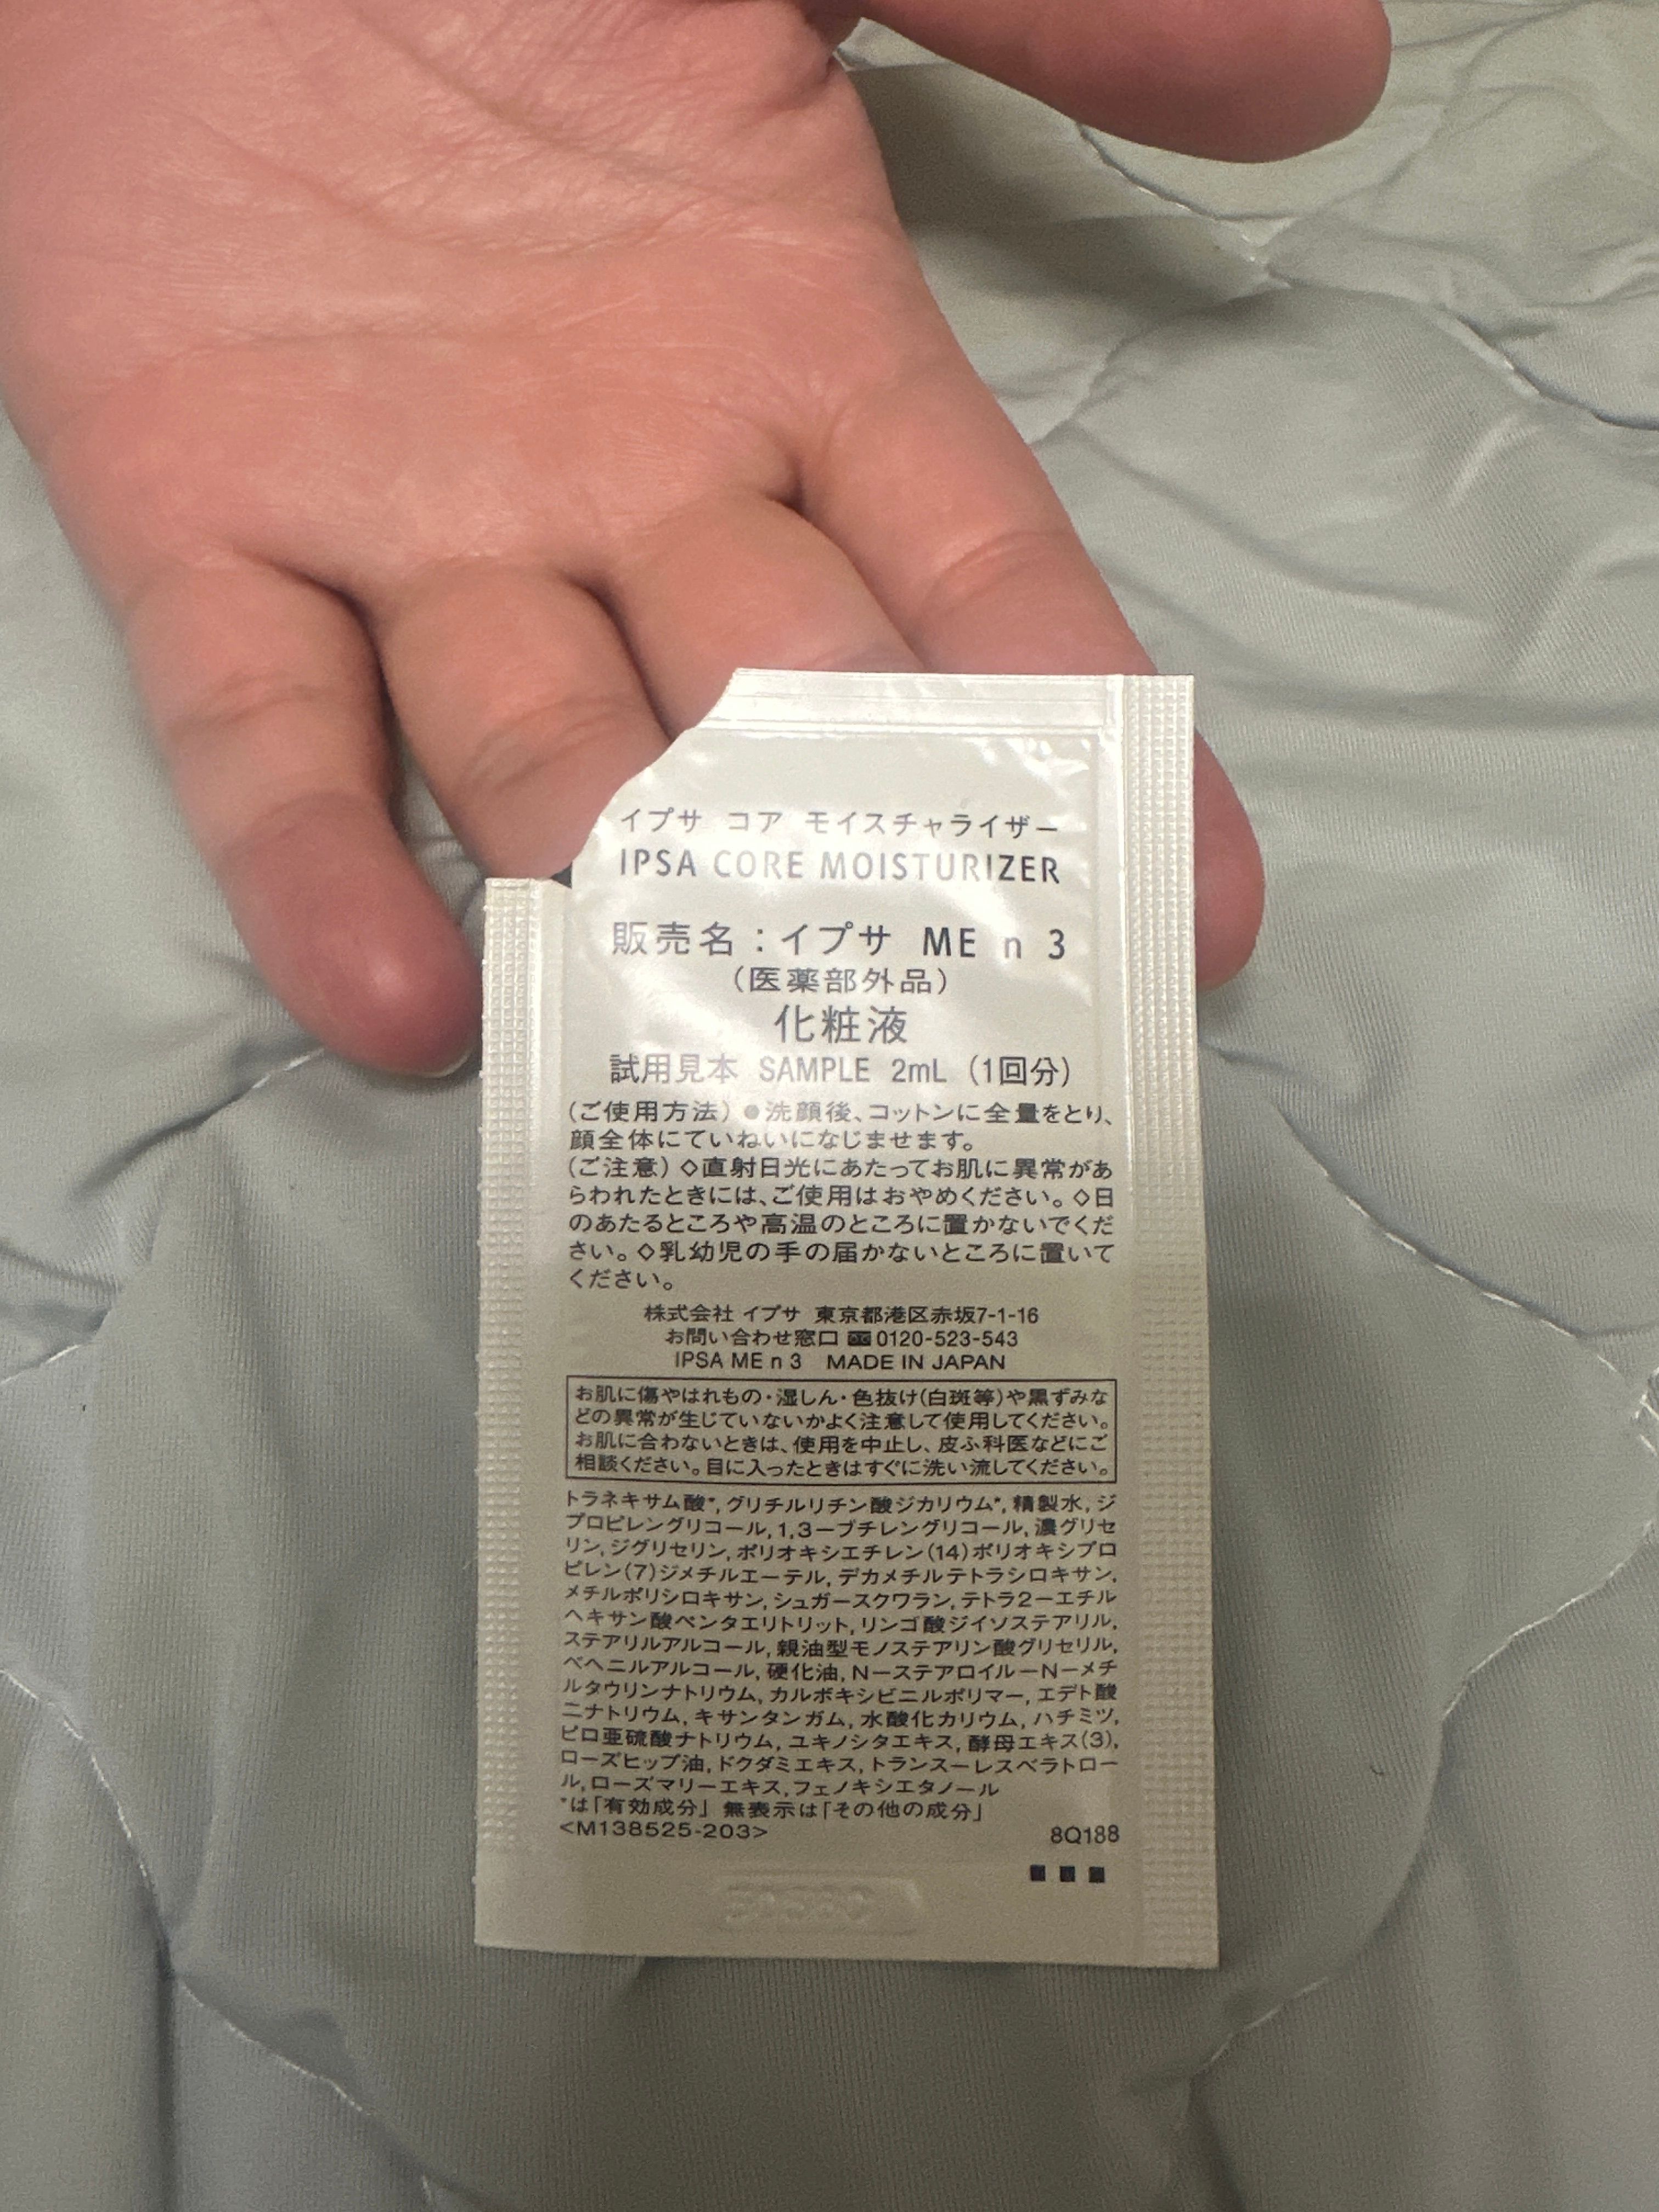 イプサ コア モイスチャライザー
IPSA CORE MOISTURIZER
販売名：イプサ ME n 3
（医薬部外品）
化粧液
試用見本 SAMPLE 2mL（1回分）
（ご使用方法）●洗顔後、コットンに全量をとり、
顔全体にていねいになじませます。
（ご注意）◇直射日光にあたってお肌に異常があ
らわれたときには、ご使用はおやめください。◇日
のあたるところや高温のところに置かないでくだ
さい。◇乳幼児の手の届かないところに置いて
ください。
株式会社 イプサ 東京都港区赤坂7-1-16
お問い合わせ窓口 0120-523-543
IPSA ME n 3 MADE IN JAPAN
お肌に傷やはれもの・湿しん・色抜け（白斑等）や黒ずみな
どの異常が生じていないかよく注意して使用してください。
お肌に合わないときは、使用を中止し、皮ふ科医などにご
相談ください。目に入ったときはすぐに洗い流してください。
トラネキサム酸*, グリチルリチン酸ジカリウム*, 精製水, ジ
プロピレングリコール, 1,3ーブチレングリコール, 濃グリセ
リン, ジグリセリン, ポリオキシエチレン(14)ポリオキシプロ
ピレン(7)ジメチルエーテル, デカメチルテトラシロキサン,
メチルポリシロキサン, シュガースクワラン, テトラ2ーエチル
ヘキサン酸ペンタエリトリット, リンゴ酸ジイソステアリル,
ステアリルアルコール, 親油型モノステアリン酸グリセリル,
ベヘニルアルコール, 硬化油, NーステアロイルーNーメチ
ルタウリンナトリウム, カルボキシビニルポリマー, エデト酸
二ナトリウム, キサンタンガム, 水酸化カリウム, ハチミツ,
ピロ亜硫酸ナトリウム, ユキノシタエキス, 酵母エキス(3),
ローズヒップ油, ドクダミエキス, トランスーレスベラトロー
ル, ローズマリーエキス, フェノキシエタノール
*は「有効成分」 無表示は「その他の成分」
<M138525-203>
8Q188